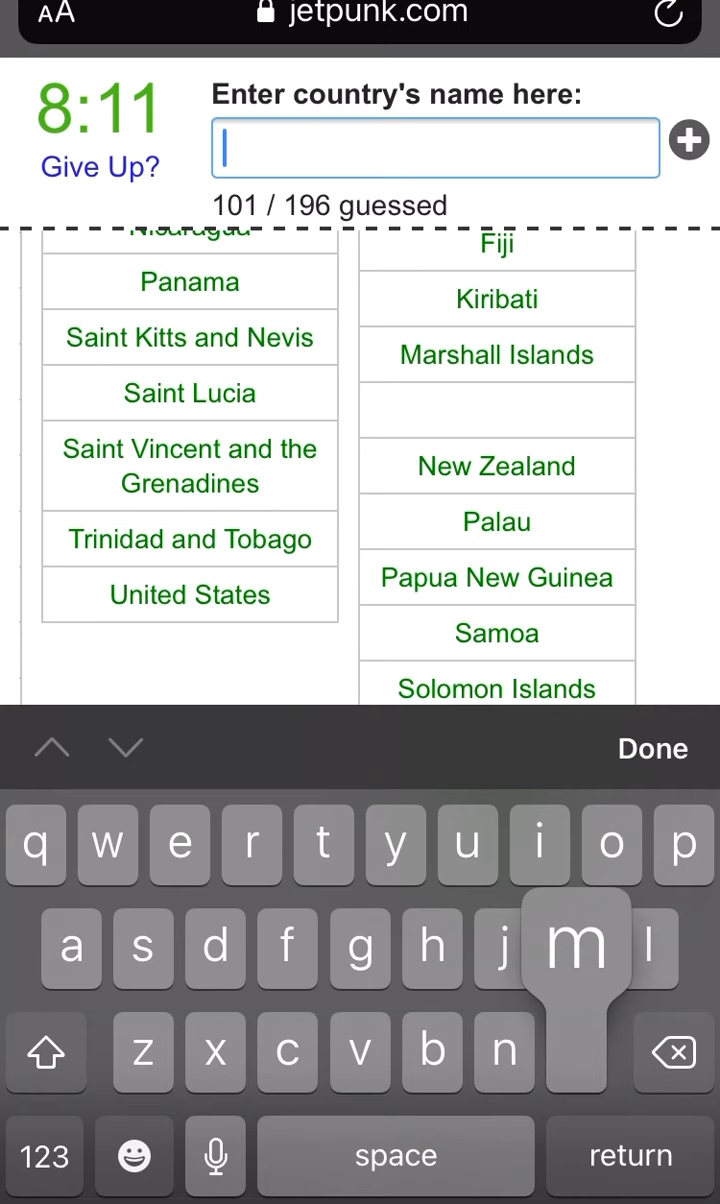 AA jetpunk.com
8:11
Give Up?
Enter country's name here:
101 / 196 guessed
Nicaragua
Panama
Saint Kitts and Nevis
Saint Lucia
Saint Vincent and the
Grenadines
Trinidad and Tobago
United States
Fiji
Kiribati
Marshall Islands
New Zealand
Palau
Papua New Guinea
Samoa
Solomon Islands
Done
q w e r t y u i o p
a s d f g h j m l
z x c v b n
123 space return